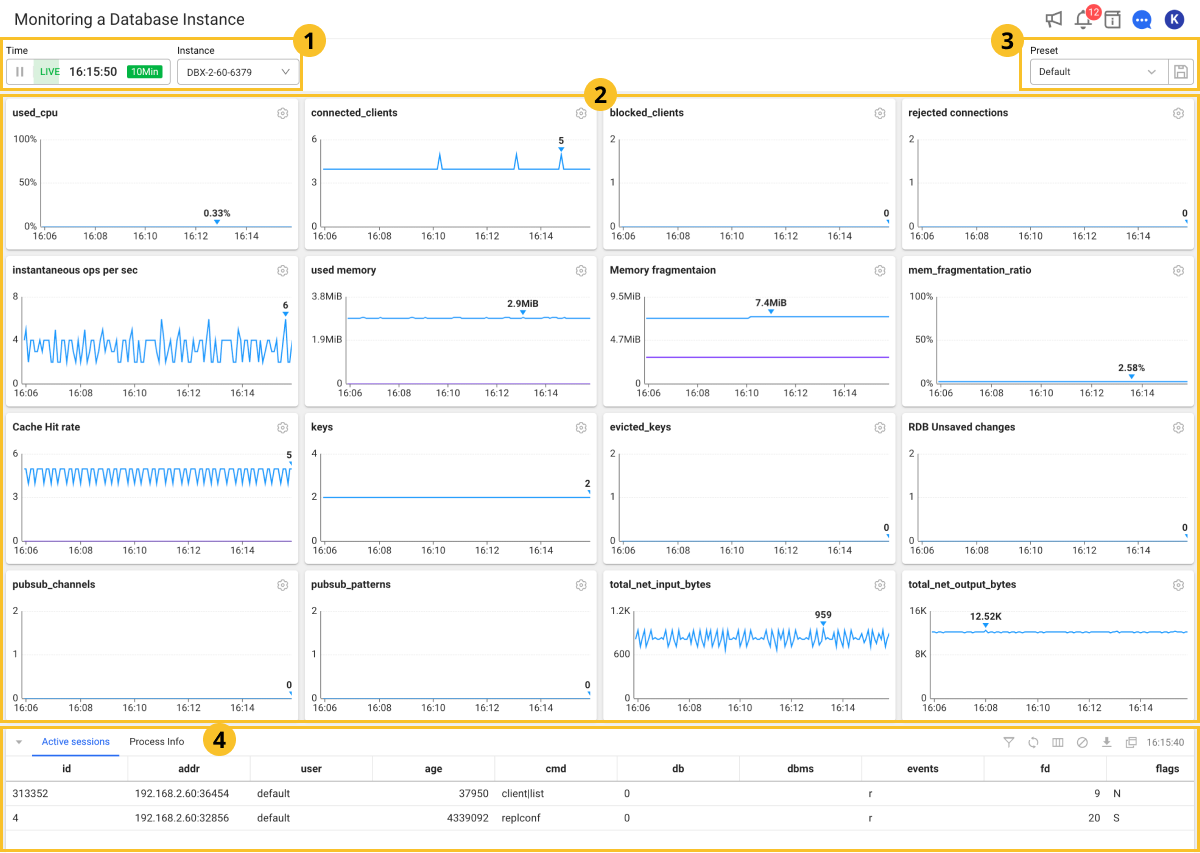 Monitoring a Database Instance
12
K
1
3
Time
Instance
Preset
LIVE 16:15:50 10Min
DBX-2-60-6379
Default
2
used_cpu
100%
50%
0%
0.33%
16:06 16:08 16:10 16:12 16:14
connected_clients
6
3
0
5
16:06 16:08 16:10 16:12 16:14
blocked_clients
2
1
0
0
16:06 16:08 16:10 16:12 16:14
rejected connections
2
1
0
0
16:06 16:08 16:10 16:12 16:14
instantaneous ops per sec
8
4
0
6
16:06 16:08 16:10 16:12 16:14
used memory
3.8MiB
1.9MiB
0
2.9MiB
16:06 16:08 16:10 16:12 16:14
Memory fragmentaion
9.5MiB
4.7MiB
0
7.4MiB
16:06 16:08 16:10 16:12 16:14
mem_fragmentation_ratio
100%
50%
0%
2.58%
16:06 16:08 16:10 16:12 16:14
Cache Hit rate
6
3
0
5
16:06 16:08 16:10 16:12 16:14
keys
4
2
0
2
16:06 16:08 16:10 16:12 16:14
evicted_keys
2
1
0
0
16:06 16:08 16:10 16:12 16:14
RDB Unsaved changes
2
1
0
0
16:06 16:08 16:10 16:12 16:14
pubsub_channels
2
1
0
0
16:06 16:08 16:10 16:12 16:14
pubsub_patterns
2
1
0
0
16:06 16:08 16:10 16:12 16:14
total_net_input_bytes
1.2K
600
0
959
16:06 16:08 16:10 16:12 16:14
total_net_output_bytes
16K
8K
0
12.52K
16:06 16:08 16:10 16:12 16:14
Active sessions Process Info 4 16:15:40
id addr user age cmd db dbms events fd flags
313352 192.168.2.60:36454 default 37950 client|list 0 r 9 N
4 192.168.2.60:32856 default 4339092 replconf 0 r 20 S